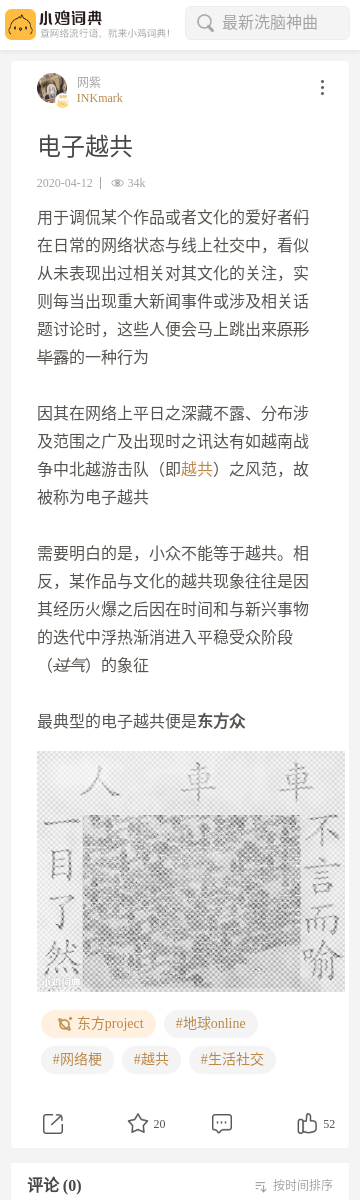 小鸡词典
查网络流行语，就来小鸡词典！
最新洗脑神曲
网紫
INKmark
电子越共
2020-04-12 | 34k
用于调侃某个作品或者文化的爱好者们
在日常的网络状态与线上社交中，看似
从未表现出过相关对其文化的关注，实
则每当出现重大新闻事件或涉及相关话
题讨论时，这些人便会马上跳出来原形
毕露的一种行为
因其在网络上平日之深藏不露、分布涉
及范围之广及出现时之讯达有如越南战
争中北越游击队（即越共）之风范，故
被称为电子越共
需要明白的是，小众不能等于越共。相
反，某作品与文化的越共现象往往是因
其经历火爆之后因在时间和与新兴事物
的迭代中浮热渐消进入平稳受众阶段
（过气）的象征
最典型的电子越共便是东方众
人 車 車
一目了然
不言而喻
小鸡词典
东方project #地球online
#网络梗 #越共 #生活社交
20
52
评论 (0) 按时间排序